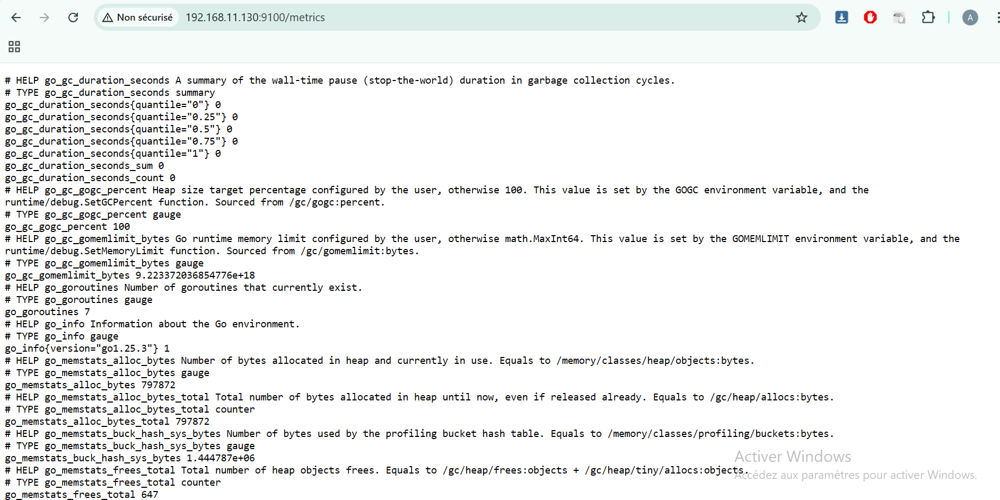 Non sécurisé 192.168.11.130:9100/metrics
A
# HELP go_gc_duration_seconds A summary of the wall-time pause (stop-the-world) duration in garbage collection cycles.
# TYPE go_gc_duration_seconds summary
go_gc_duration_seconds{quantile="0"} 0
go_gc_duration_seconds{quantile="0.25"} 0
go_gc_duration_seconds{quantile="0.5"} 0
go_gc_duration_seconds{quantile="0.75"} 0
go_gc_duration_seconds{quantile="1"} 0
go_gc_duration_seconds_sum 0
go_gc_duration_seconds_count 0
# HELP go_gc_gogc_percent Heap size target percentage configured by the user, otherwise 100. This value is set by the GOGC environment variable, and the
runtime/debug.SetGCPercent function. Sourced from /gc/gogc:percent.
# TYPE go_gc_gogc_percent gauge
go_gc_gogc_percent 100
# HELP go_gc_gomemlimit_bytes Go runtime memory limit configured by the user, otherwise math.MaxInt64. This value is set by the GOMEMLIMIT environment variable, and the
runtime/debug.SetMemoryLimit function. Sourced from /gc/gomemlimit:bytes.
# TYPE go_gc_gomemlimit_bytes gauge
go_gc_gomemlimit_bytes 9.223372036854776e+18
# HELP go_goroutines Number of goroutines that currently exist.
# TYPE go_goroutines gauge
go_goroutines 7
# HELP go_info Information about the Go environment.
# TYPE go_info gauge
go_info{version="go1.25.3"} 1
# HELP go_memstats_alloc_bytes Number of bytes allocated in heap and currently in use. Equals to /memory/classes/heap/objects:bytes.
# TYPE go_memstats_alloc_bytes gauge
go_memstats_alloc_bytes 797872
# HELP go_memstats_alloc_bytes_total Total number of bytes allocated in heap until now, even if released already. Equals to /gc/heap/allocs:bytes.
# TYPE go_memstats_alloc_bytes_total counter
go_memstats_alloc_bytes_total 797872
# HELP go_memstats_buck_hash_sys_bytes Number of bytes used by the profiling bucket hash table. Equals to /memory/classes/profiling/buckets:bytes.
# TYPE go_memstats_buck_hash_sys_bytes gauge
go_memstats_buck_hash_sys_bytes 1.444787e+06
# HELP go_memstats_frees_total Total number of heap objects frees. Equals to /gc/heap/frees:objects + /gc/heap/tiny/allocs:objects.
# TYPE go_memstats_frees_total counter
go_memstats_frees_total 647
Activer Windows
Accédez aux paramètres pour activer Windows.